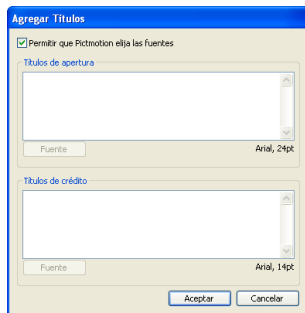 Agregar Títulos
Permitir que Pictmotion elija las fuentes
Títulos de apertura
Fuente
Arial, 24pt
Títulos de crédito
Fuente
Arial, 14pt
Aceptar
Cancelar